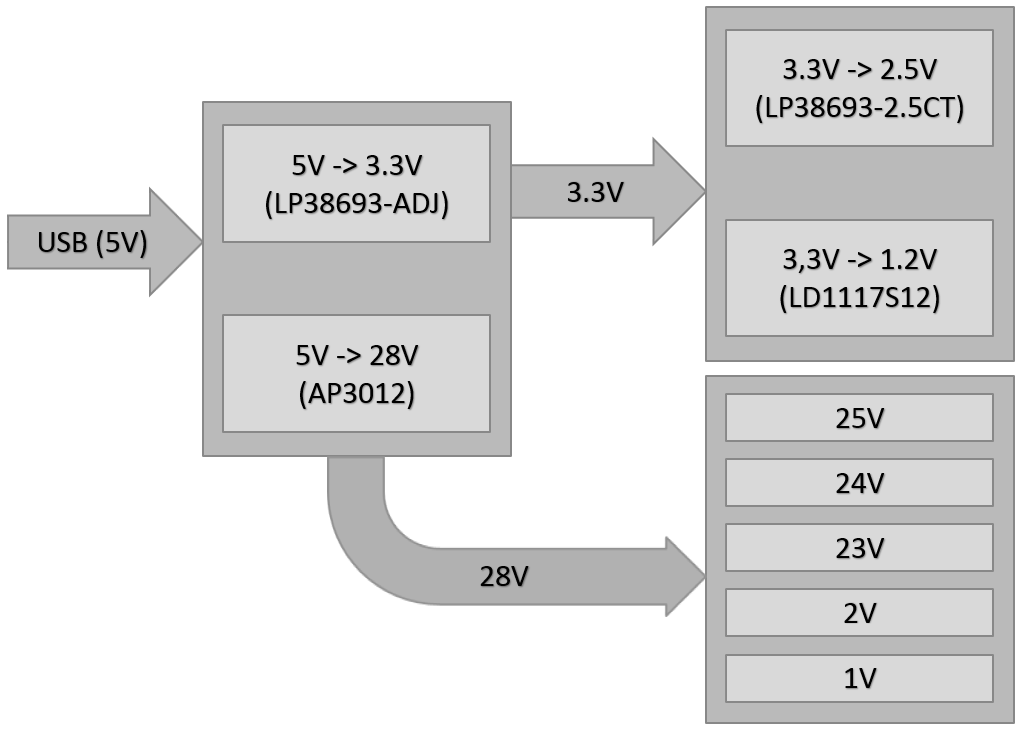 USB (5V)
5V -> 3.3V
(LP38693-ADJ)
5V -> 28V
(AP3012)
3.3V
28V
3.3V -> 2.5V
(LP38693-2.5CT)
3,3V -> 1.2V
(LD1117S12)
25V
24V
23V
2V
1V